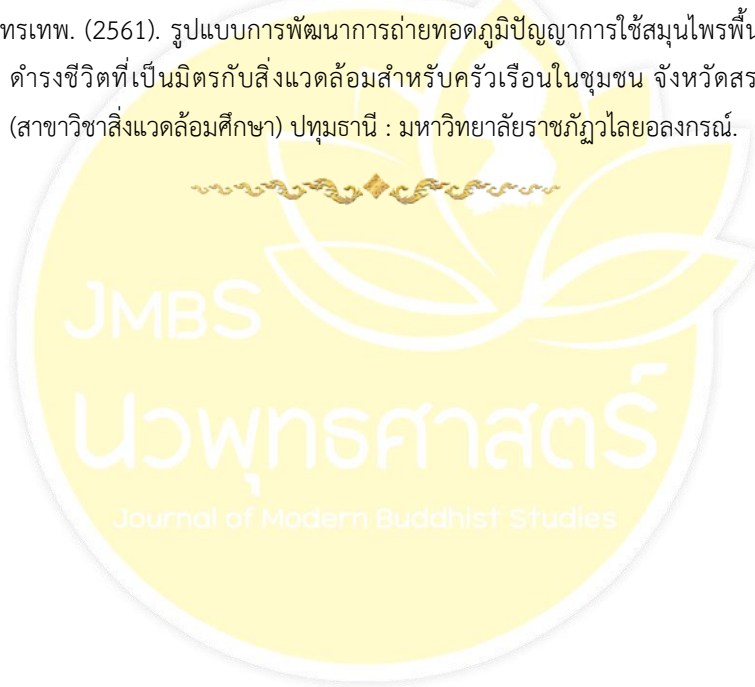 ทรเทพ. (2561). รูปแบบการพัฒนาการถ่ายทอดภูมิปัญญาการใช้สมุนไพรพื้น
ดำรงชีวิตที่เป็นมิตรกับสิ่งแวดล้อมสำหรับครัวเรือนในชุมชน จังหวัดสร
(สาขาวิชาสิ่งแวดล้อมศึกษา) ปทุมธานี : มหาวิทยาลัยราชภัฏวไลยอลงกรณ์.
JMBS
นวพุทธศาสตร์
Journal of Modern Buddhist Studies